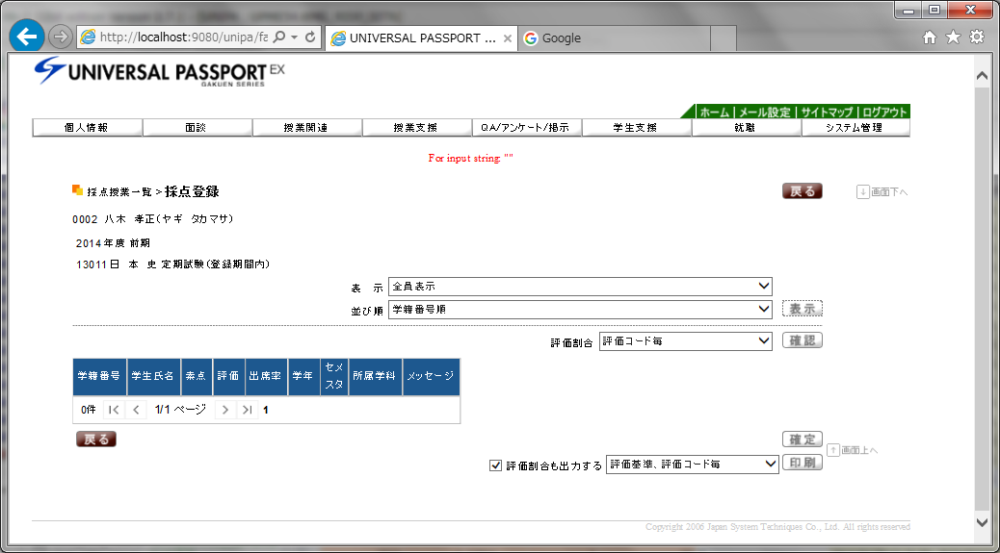 http://localhost:9080/unipa/fa
UNIVERSAL PASSPORT ...
Google
UNIVERSAL PASSPORT EX
GAKUEN SERIES
ホーム | メール設定 | サイトマップ | ログアウト
個人情報 面談 授業関連 授業支援 QA/アンケート/掲示 学生支援 就職 システム管理
For input string: ""
採点授業一覧 > 採点登録
戻る
画面下へ
0002 八木 孝正(ヤギ タカマサ)
2014年度 前期
13011日 本 史 定期試験(登録期間内)
表 示 全員表示
並び順 学籍番号順 表示
評価割合 評価コード毎 確認
学籍番号 学生氏名 素点 評価 出席率 学年 セメスタ 所属学科 メッセージ
0件 1/1 ページ 1
戻る
確定
画面上へ
評価割合も出力する 評価基準、評価コード毎 印刷
Copyright 2006 Japan System Techniques Co., Ltd. All rights reserved